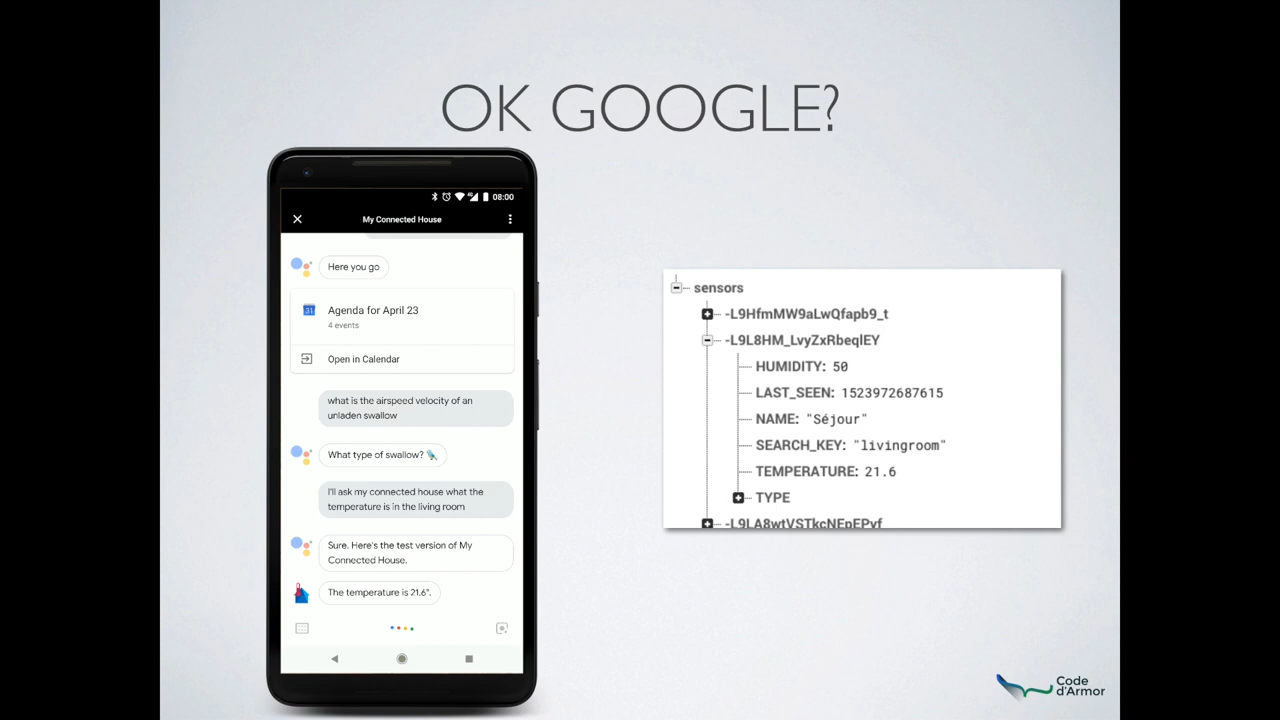 OK GOOGLE?
08:00
My Connected House
Here you go
31
Agenda for April 23
4 events
Open in Calendar
what is the airspeed velocity of an
unladen swallow
What type of swallow?
I'll ask my connected house what the
temperature is in the living room
Sure. Here's the test version of My
Connected House.
The temperature is 21.6°.
sensors
-L9HfmMW9aLwQfapb9_t
-L9L8HM_LvyZxRbeqlEY
HUMIDITY: 50
LAST_SEEN: 1523972687615
NAME: "Séjour"
SEARCH_KEY: "livingroom"
TEMPERATURE: 21.6
TYPE
-L9LA8wtVSTkcNEpEPvf
Code
d'Armor